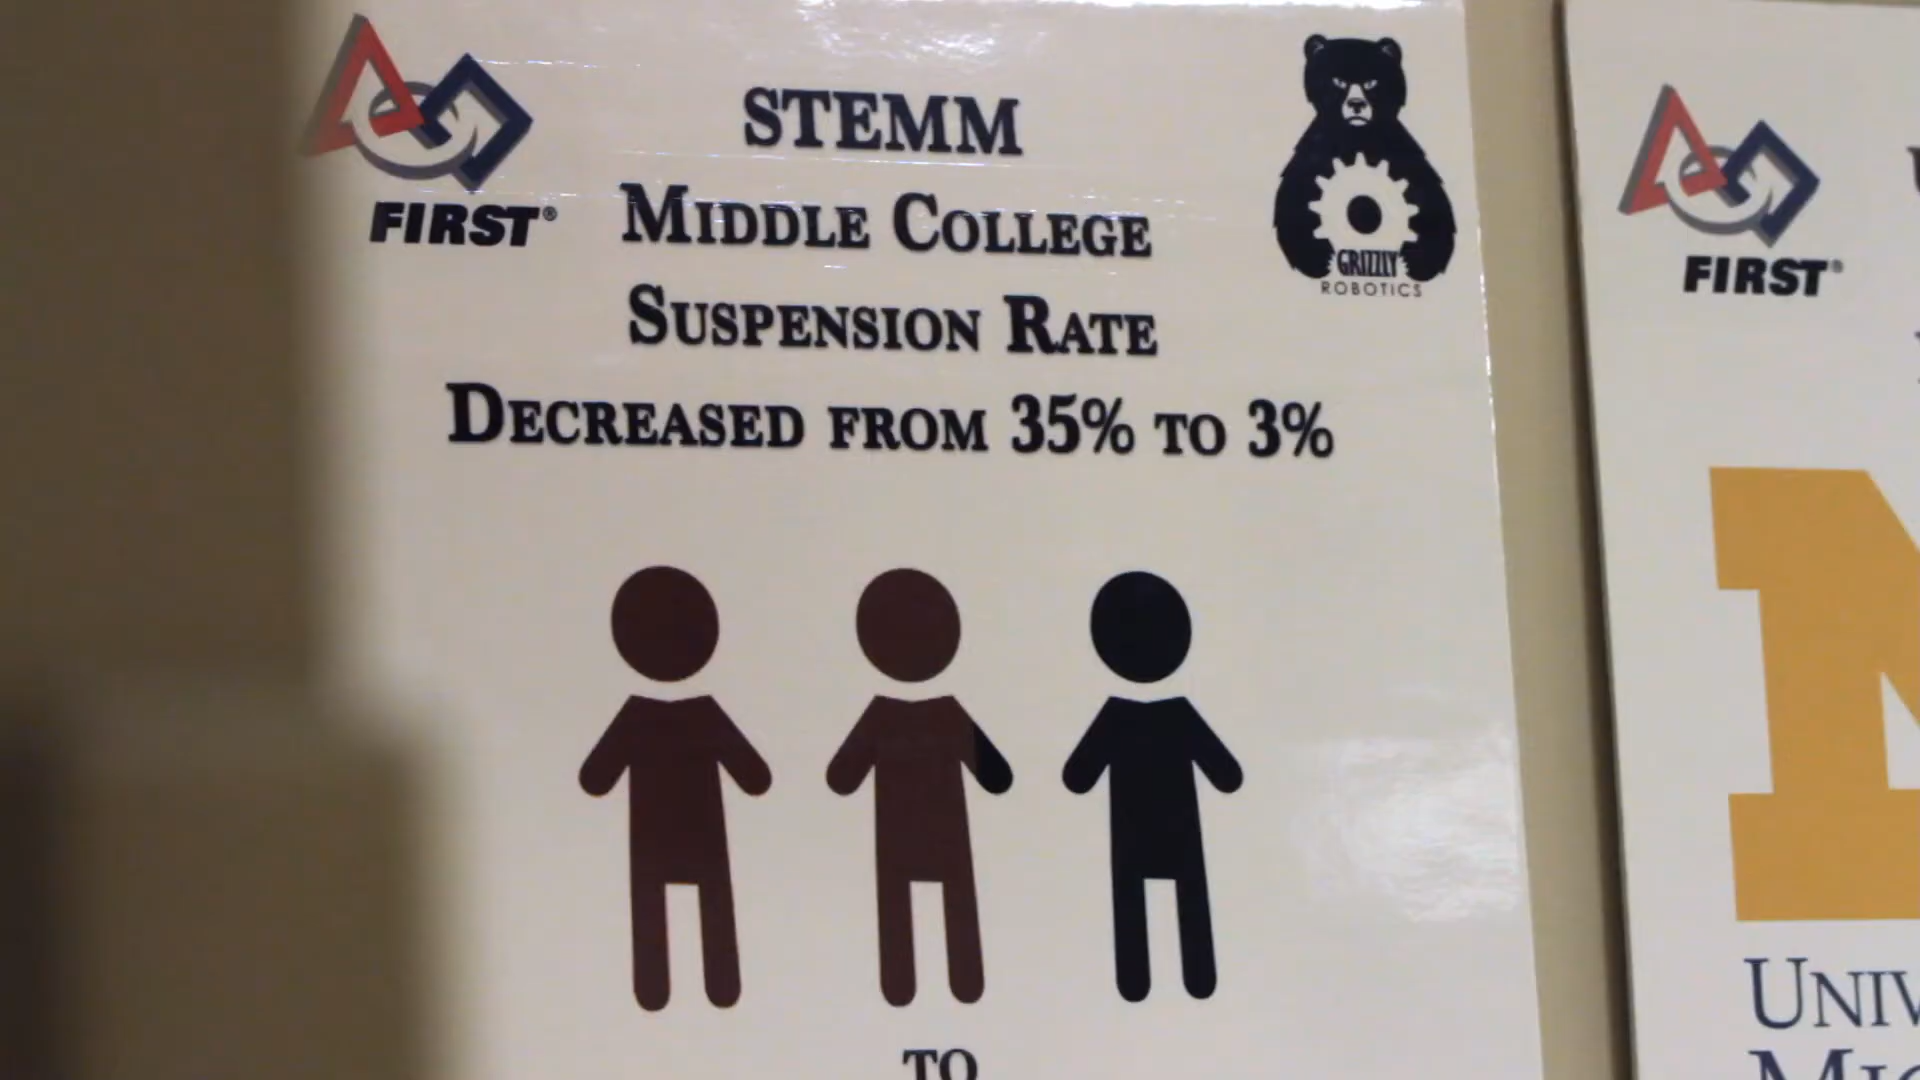 FIRST®
STEMM
MIDDLE COLLEGE
SUSPENSION RATE
DECREASED FROM 35% TO 3%
TO
GRIZZLY
ROBOTICS
FIRST®